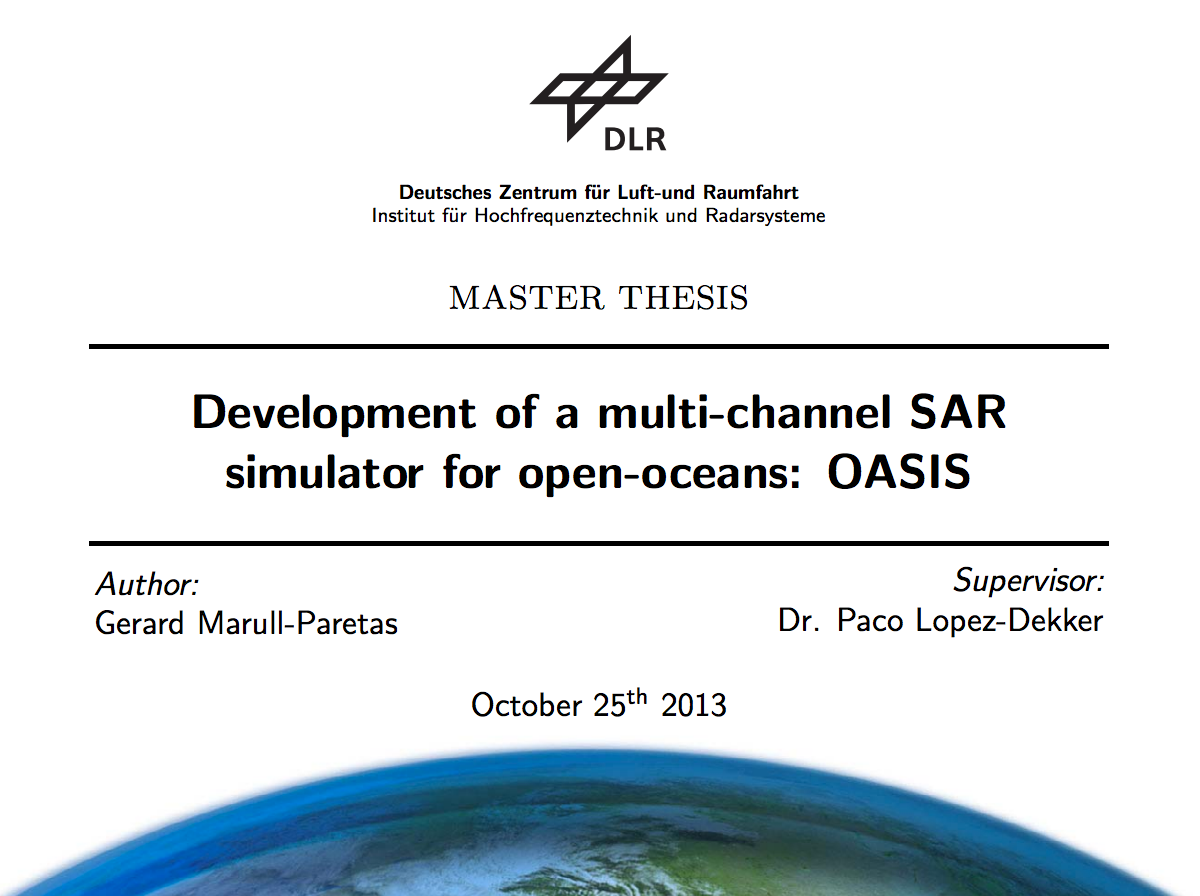 DLR
Deutsches Zentrum für Luft-und Raumfahrt
Institut für Hochfrequenztechnik und Radarsysteme
MASTER THESIS
Development of a multi-channel SAR
simulator for open-oceans: OASIS
Author:
Gerard Marull-Paretas
Supervisor:
Dr. Paco Lopez-Dekker
October 25th 2013